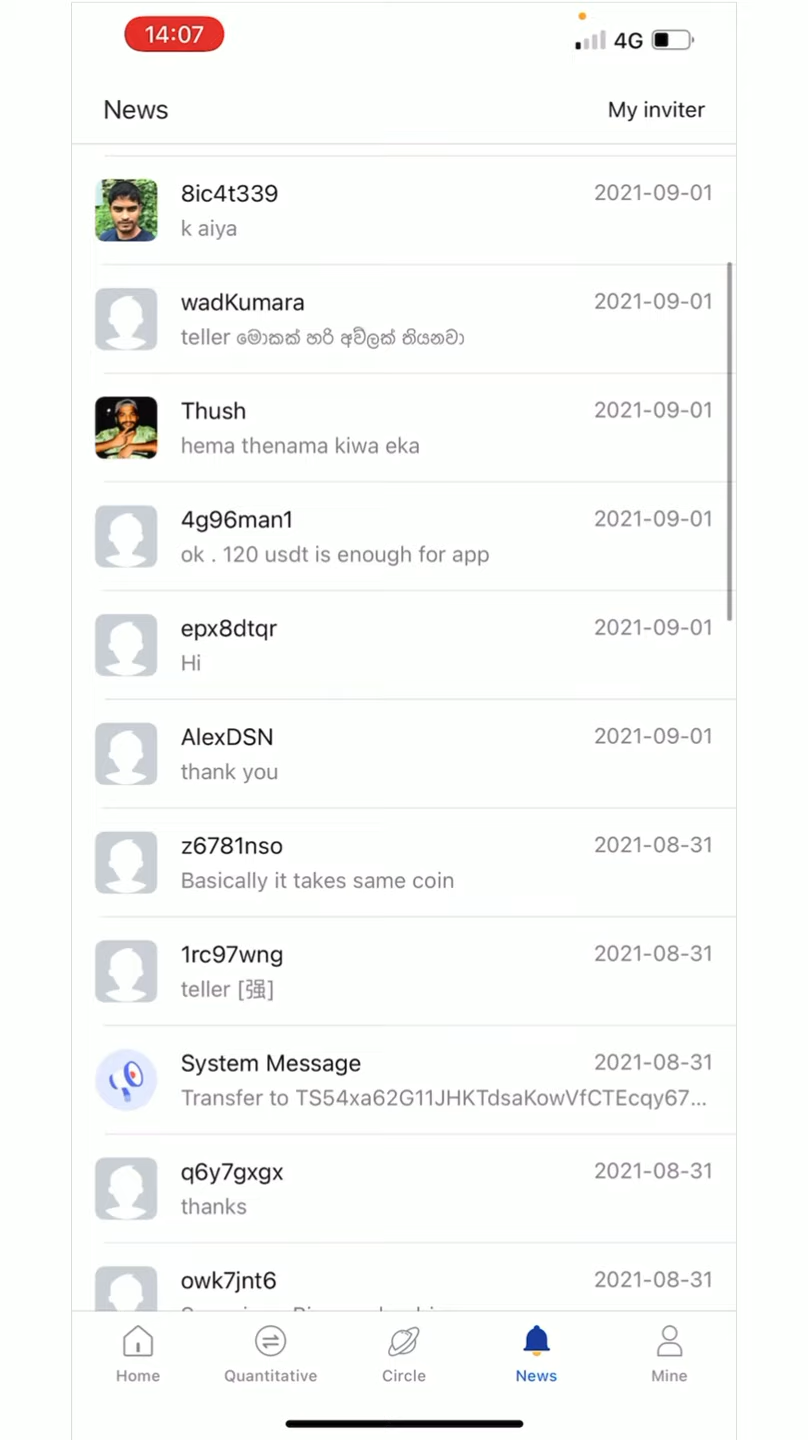 14:07
4G
News
My inviter
8ic4t339
2021-09-01
k aiya
wadKumara
2021-09-01
teller මොකක් හරි අව්ලක් තියනවා
Thush
2021-09-01
hema thenama kiwa eka
4g96man1
2021-09-01
ok . 120 usdt is enough for app
epx8dtqr
2021-09-01
Hi
AlexDSN
2021-09-01
thank you
z6781nso
2021-08-31
Basically it takes same coin
1rc97wng
2021-08-31
teller [强]
System Message
2021-08-31
Transfer to TS54xa62G11JHKTdsaKowVfCTEcqy67...
q6y7gxgx
2021-08-31
thanks
owk7jnt6
2021-08-31
Home
Quantitative
Circle
News
Mine